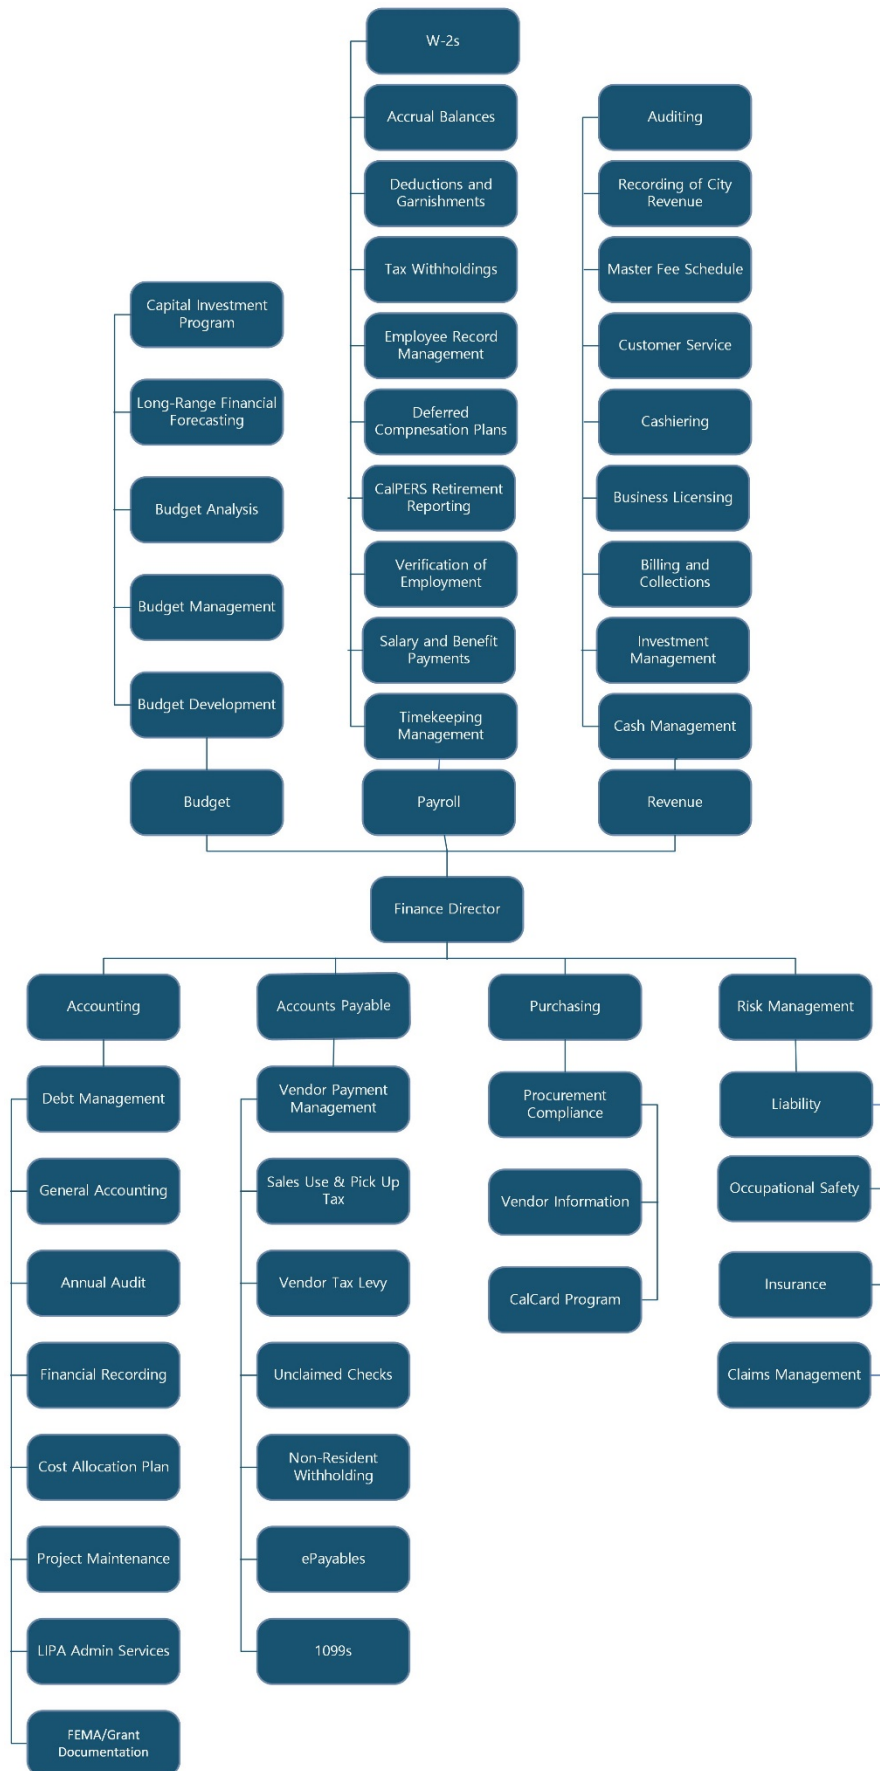 W-2s
Accrual Balances
Auditing
Deductions and
Garnishments
Recording of City
Revenue
Tax Withholdings
Master Fee Schedule
Capital Investment
Program
Employee Record
Management
Customer Service
Long-Range Financial
Forecasting
Deferred
Compnesation Plans
Cashiering
Budget Analysis
CalPERS Retirement
Reporting
Business Licensing
Verification of
Employment
Billing and
Collections
Budget Management
Salary and Benefit
Payments
Investment
Management
Budget Development
Timekeeping
Management
Cash Management
Budget
Payroll
Revenue
Finance Director
Accounting
Accounts Payable
Purchasing
Risk Management
Debt Management
Vendor Payment
Management
Procurement
Compliance
Liability
General Accounting
Sales Use & Pick Up
Tax
Vendor Information
Occupational Safety
Annual Audit
Vendor Tax Levy
CalCard Program
Insurance
Financial Recording
Unclaimed Checks
Claims Management
Cost Allocation Plan
Non-Resident
Withholding
Project Maintenance
ePayables
LIPA Admin Services
1099s
FEMA/Grant
Documentation